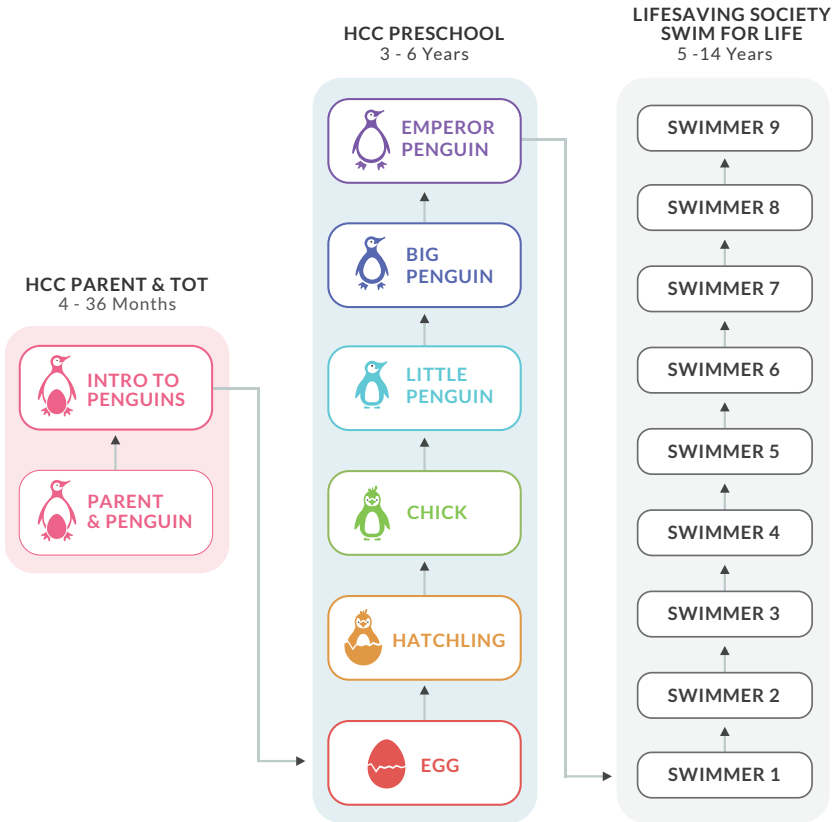 HCC PARENT & TOT
4 - 36 Months
INTRO TO
PENGUINS
PARENT
& PENGUIN
HCC PRESCHOOL
3 - 6 Years
EMPEROR
PENGUIN
BIG
PENGUIN
LITTLE
PENGUIN
CHICK
HATCHLING
EGG
LIFESAVING SOCIETY
SWIM FOR LIFE
5 -14 Years
SWIMMER 9
SWIMMER 8
SWIMMER 7
SWIMMER 6
SWIMMER 5
SWIMMER 4
SWIMMER 3
SWIMMER 2
SWIMMER 1